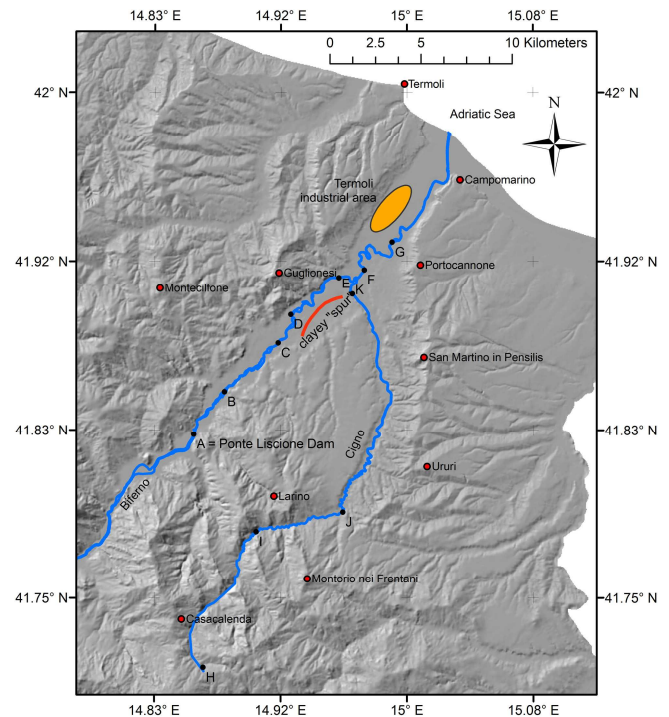 14.83° E 14.92° E 15° E 15.08° E
0 2.5 5 10 Kilometers
42° N 42° N
Termoli
Adriatic Sea
N
Termoli
industrial area
Campomarino
G
41.92° N 41.92° N
Portocannone
Guglionesi
F
E
Montecilfone
K
D
clayey "spur"
C
San Martino in Pensilis
B
41.83° N 41.83° N
A = Ponte Liscione Dam
Cigno
Ururi
Biferno
Larino
J
I
Montorio nei Frentani
41.75° N 41.75° N
Casacalenda
H
14.83° E 14.92° E 15° E 15.08° E